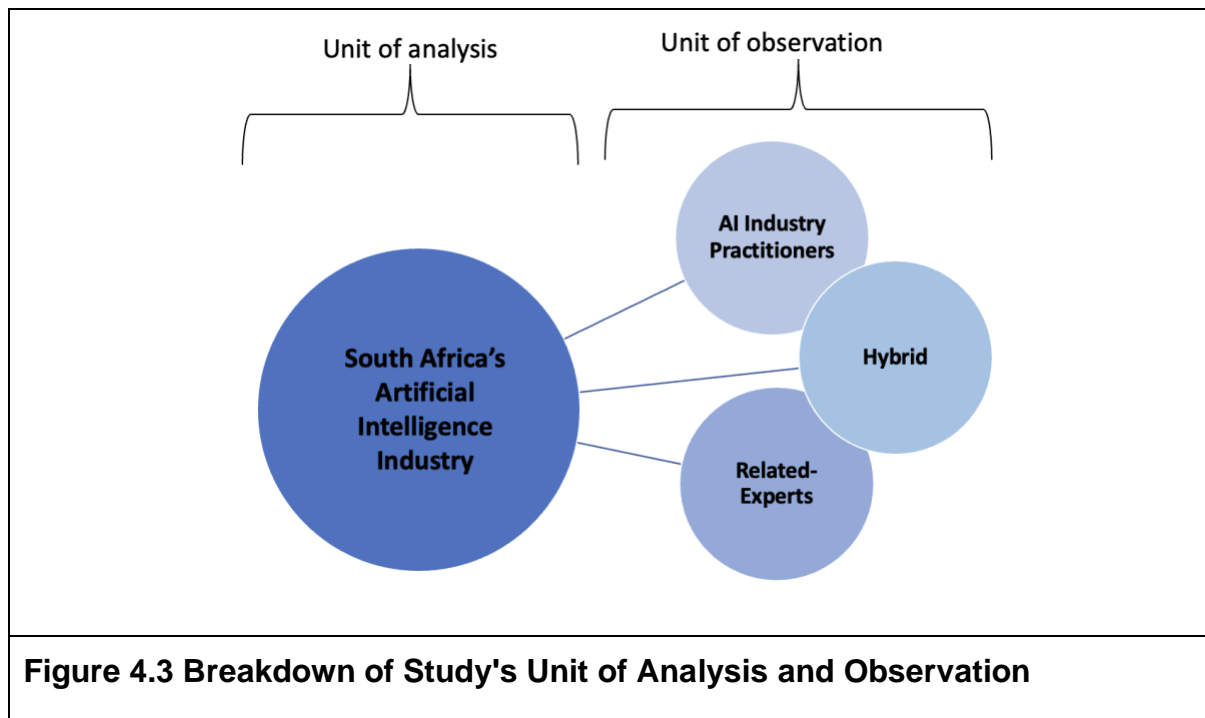 Unit of analysis
Unit of observation
AI Industry
Practitioners
Hybrid
South Africa’s
Artificial
Intelligence
Industry
Related-
Experts
Figure 4.3 Breakdown of Study's Unit of Analysis and Observation